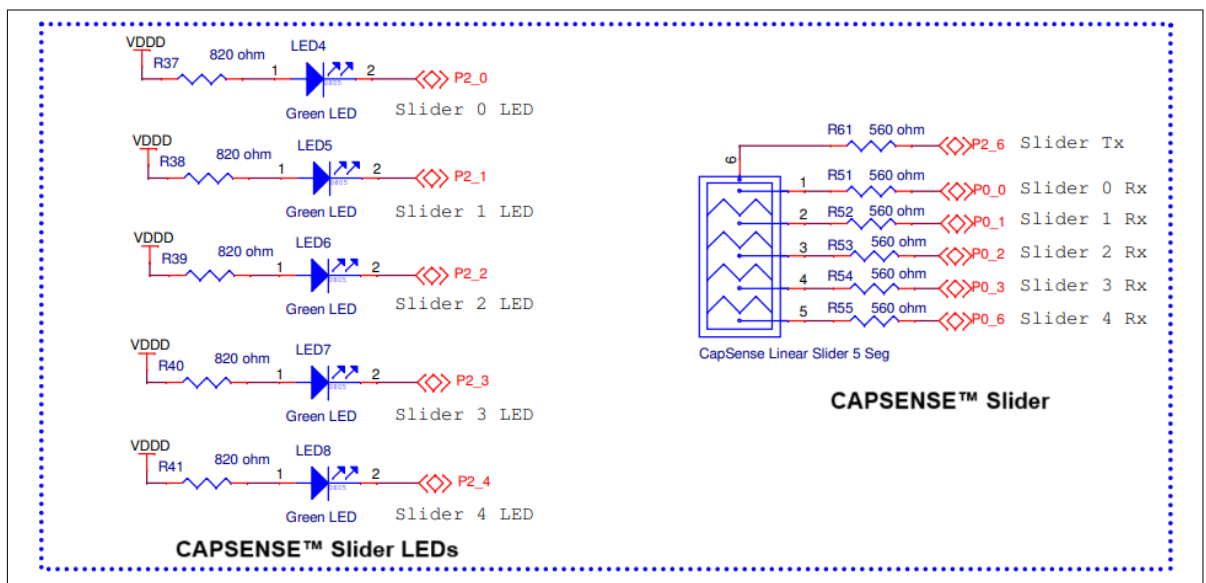 VDDD
R37
820 ohm
LED4
1
2
P2_0
0805
Green LED
Slider 0 LED
VDDD
R38
820 ohm
LED5
1
2
P2_1
0805
Green LED
Slider 1 LED
VDDD
R39
820 ohm
LED6
1
2
P2_2
0805
Green LED
Slider 2 LED
VDDD
R40
820 ohm
LED7
1
2
P2_3
0805
Green LED
Slider 3 LED
VDDD
R41
820 ohm
LED8
1
2
P2_4
0805
Green LED
Slider 4 LED
CAPSENSE™ Slider LEDs
6
R61 560 ohm
P2_6 Slider Tx
1 R51 560 ohm P0_0 Slider 0 Rx
2 R52 560 ohm P0_1 Slider 1 Rx
3 R53 560 ohm P0_2 Slider 2 Rx
4 R54 560 ohm P0_3 Slider 3 Rx
5 R55 560 ohm P0_6 Slider 4 Rx
CapSense Linear Slider 5 Seg
CAPSENSE™ Slider